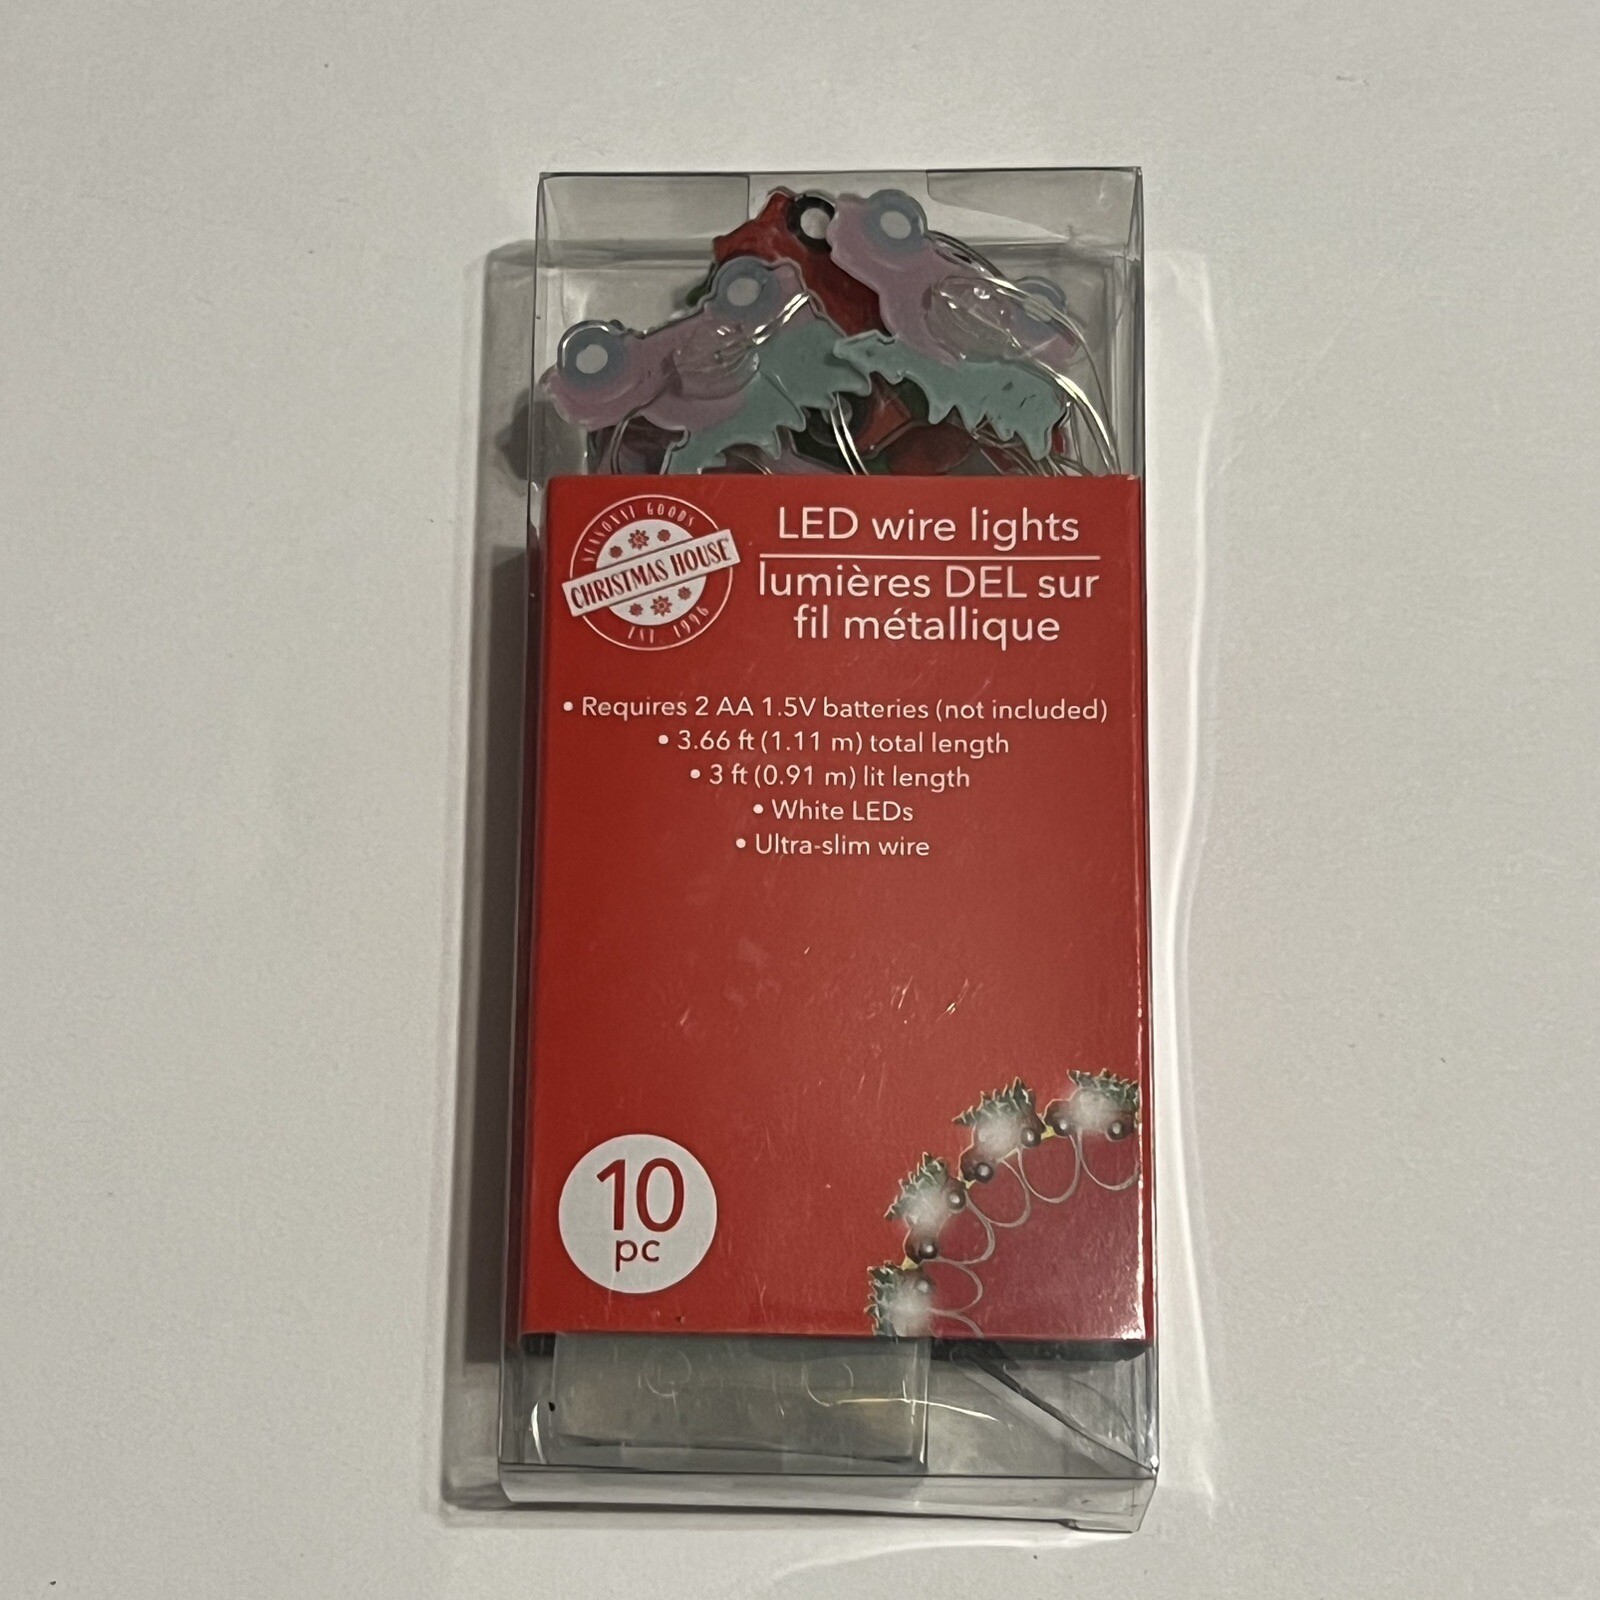 SEASONAL GOODS
CHRISTMAS HOUSE
EST. 1996
LED wire lights
lumières DEL sur
fil métallique
• Requires 2 AA 1.5V batteries (not included)
• 3.66 ft (1.11 m) total length
• 3 ft (0.91 m) lit length
• White LEDs
• Ultra-slim wire
10
pc